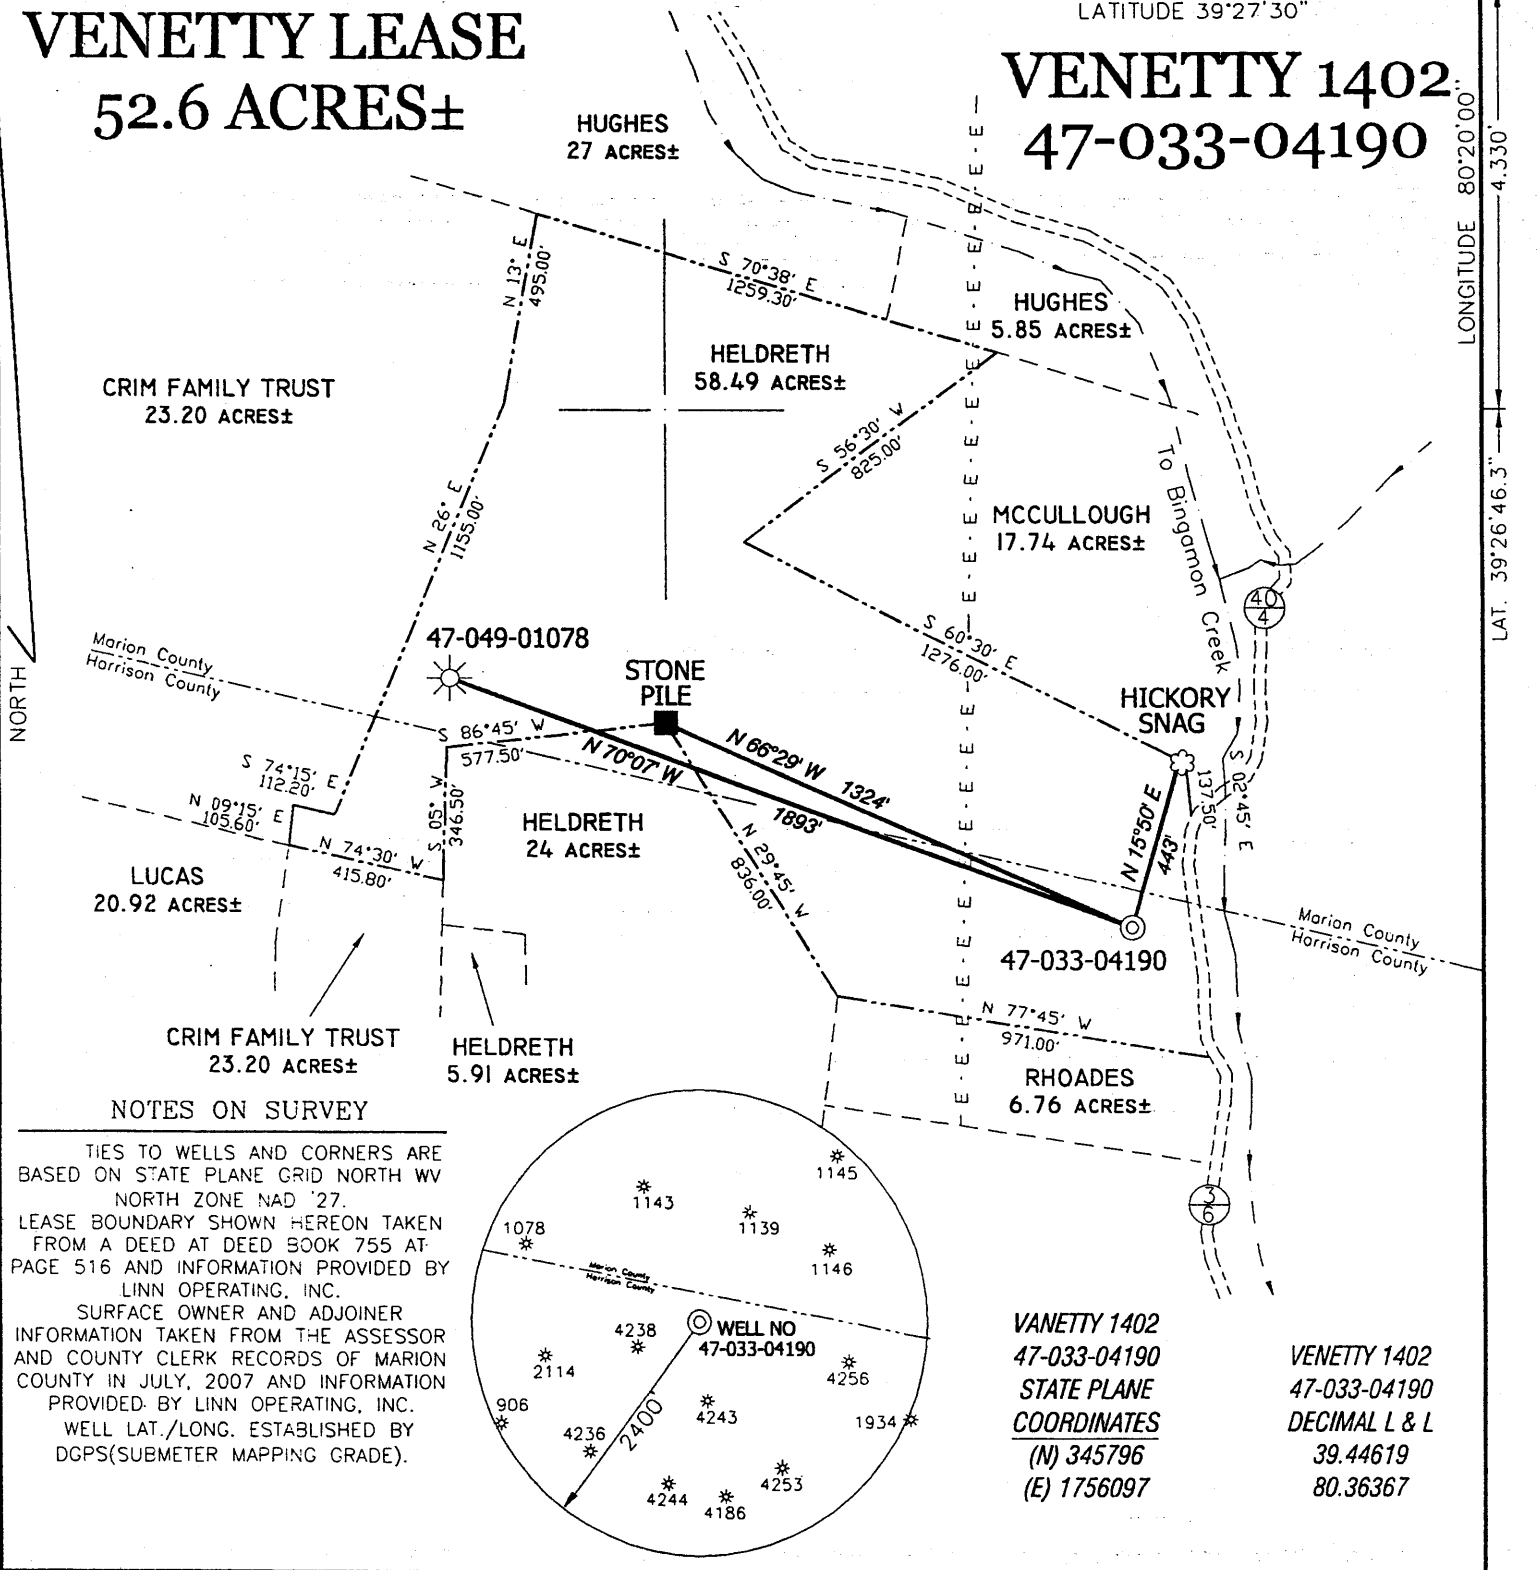 VENETTY LEASE
52.6 ACRES±
LATITUDE 39°27'30"
VENETTY 1402
47-033-04190
LONGITUDE 80°20'00"
4,330'
LAT. 39°26'46.3"
HUGHES
27 ACRES±
N 13° E
495.00'
S 70°38' E
1259.30'
HUGHES
5.85 ACRES±
HELDRETH
58.49 ACRES±
CRIM FAMILY TRUST
23.20 ACRES±
S 56°30' W
825.00'
N 26° E
1155.00'
MCCULLOUGH
17.74 ACRES±
To Bingamon Creek
40
4
S 60°30' E
1276.00'
NORTH
Marion County
Harrison County
47-049-01078
STONE
PILE
HICKORY
SNAG
S 86°45' W
577.50'
N 70°07' W
1893'
N 66°29' W
1324'
S 74°15' E
112.20'
N 09°15' E
105.60'
N 74°30' W
415.80'
S 05° W
346.50'
HELDRETH
24 ACRES±
N 29°45' W
836.00'
N 15°50' E
443'
137.50'
S 02°45' E
LUCAS
20.92 ACRES±
47-033-04190
Marion County
Harrison County
N 77°45' W
971.00'
CRIM FAMILY TRUST
23.20 ACRES±
HELDRETH
5.91 ACRES±
RHOADES
6.76 ACRES±
3
6
E E E E E E E E E E E E E E E E E E E E E E E E E E
NOTES ON SURVEY
TIES TO WELLS AND CORNERS ARE
BASED ON STATE PLANE GRID NORTH WV
NORTH ZONE NAD '27.
LEASE BOUNDARY SHOWN HEREON TAKEN
FROM A DEED AT DEED BOOK 755 AT
PAGE 516 AND INFORMATION PROVIDED BY
LINN OPERATING, INC.
SURFACE OWNER AND ADJOINER
INFORMATION TAKEN FROM THE ASSESSOR
AND COUNTY CLERK RECORDS OF MARION
COUNTY IN JULY, 2007 AND INFORMATION
PROVIDED BY LINN OPERATING, INC.
WELL LAT./LONG. ESTABLISHED BY
DGPS(SUBMETER MAPPING GRADE).
1145
1143
1139
1078
1146
Marion County
Harrison County
WELL NO
47-033-04190
4238
2114
4256
906
4243
1934
4236
2400'
4253
4244
4186
VANETTY 1402
47-033-04190
STATE PLANE
COORDINATES
(N) 345796
(E) 1756097
VENETTY 1402
47-033-04190
DECIMAL L & L
39.44619
80.36367